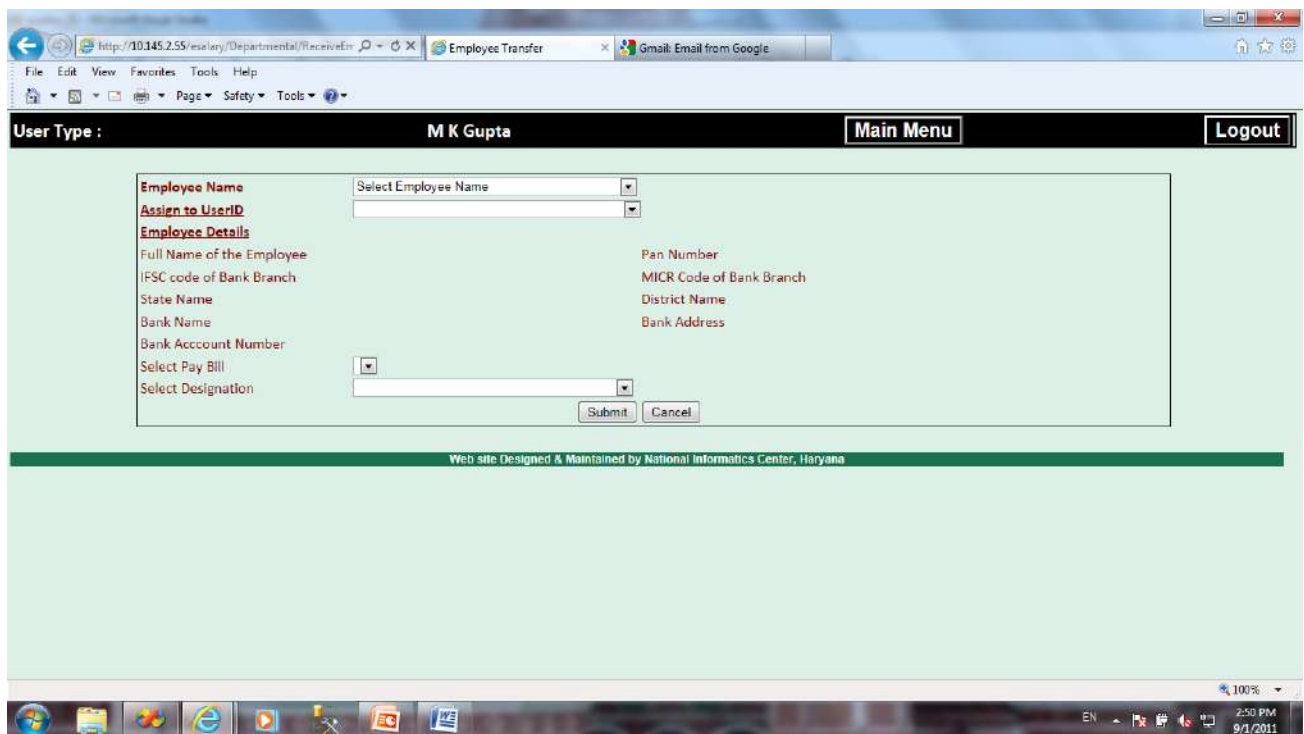 http://10.145.2.55/esalary/Departmental/ReceiveEm
Employee Transfer
Gmail: Email from Google
File Edit View Favorites Tools Help
Page Safety Tools
User Type : M K Gupta Main Menu Logout
Employee Name Select Employee Name
Assign to UserID
Employee Details
Full Name of the Employee Pan Number
IFSC code of Bank Branch MICR Code of Bank Branch
State Name District Name
Bank Name Bank Address
Bank Acccount Number
Select Pay Bill
Select Designation
Submit Cancel
Web site Designed & Maintained by National Informatics Center, Haryana
100%
EN 2:50 PM
9/1/2011